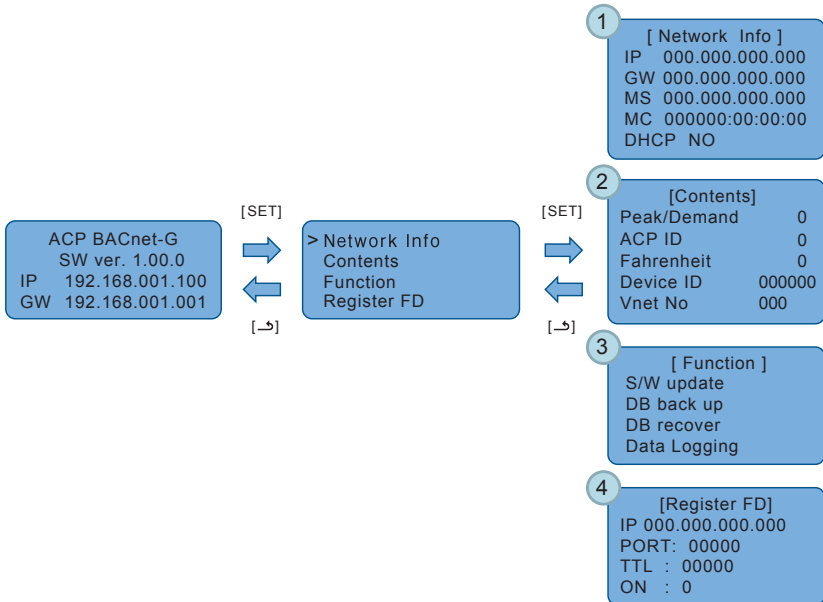 ACP BACnet-G
SW ver. 1.00.0
IP 192.168.001.100
GW 192.168.001.001
[SET]
[⮐]
> Network Info
Contents
Function
Register FD
[SET]
[⮐]
1
[ Network Info ]
IP 000.000.000.000
GW 000.000.000.000
MS 000.000.000.000
MC 000000:00:00:00
DHCP NO
2
[Contents]
Peak/Demand 0
ACP ID 0
Fahrenheit 0
Device ID 000000
Vnet No 000
3
[ Function ]
S/W update
DB back up
DB recover
Data Logging
4
[Register FD]
IP 000.000.000.000
PORT: 00000
TTL : 00000
ON : 0